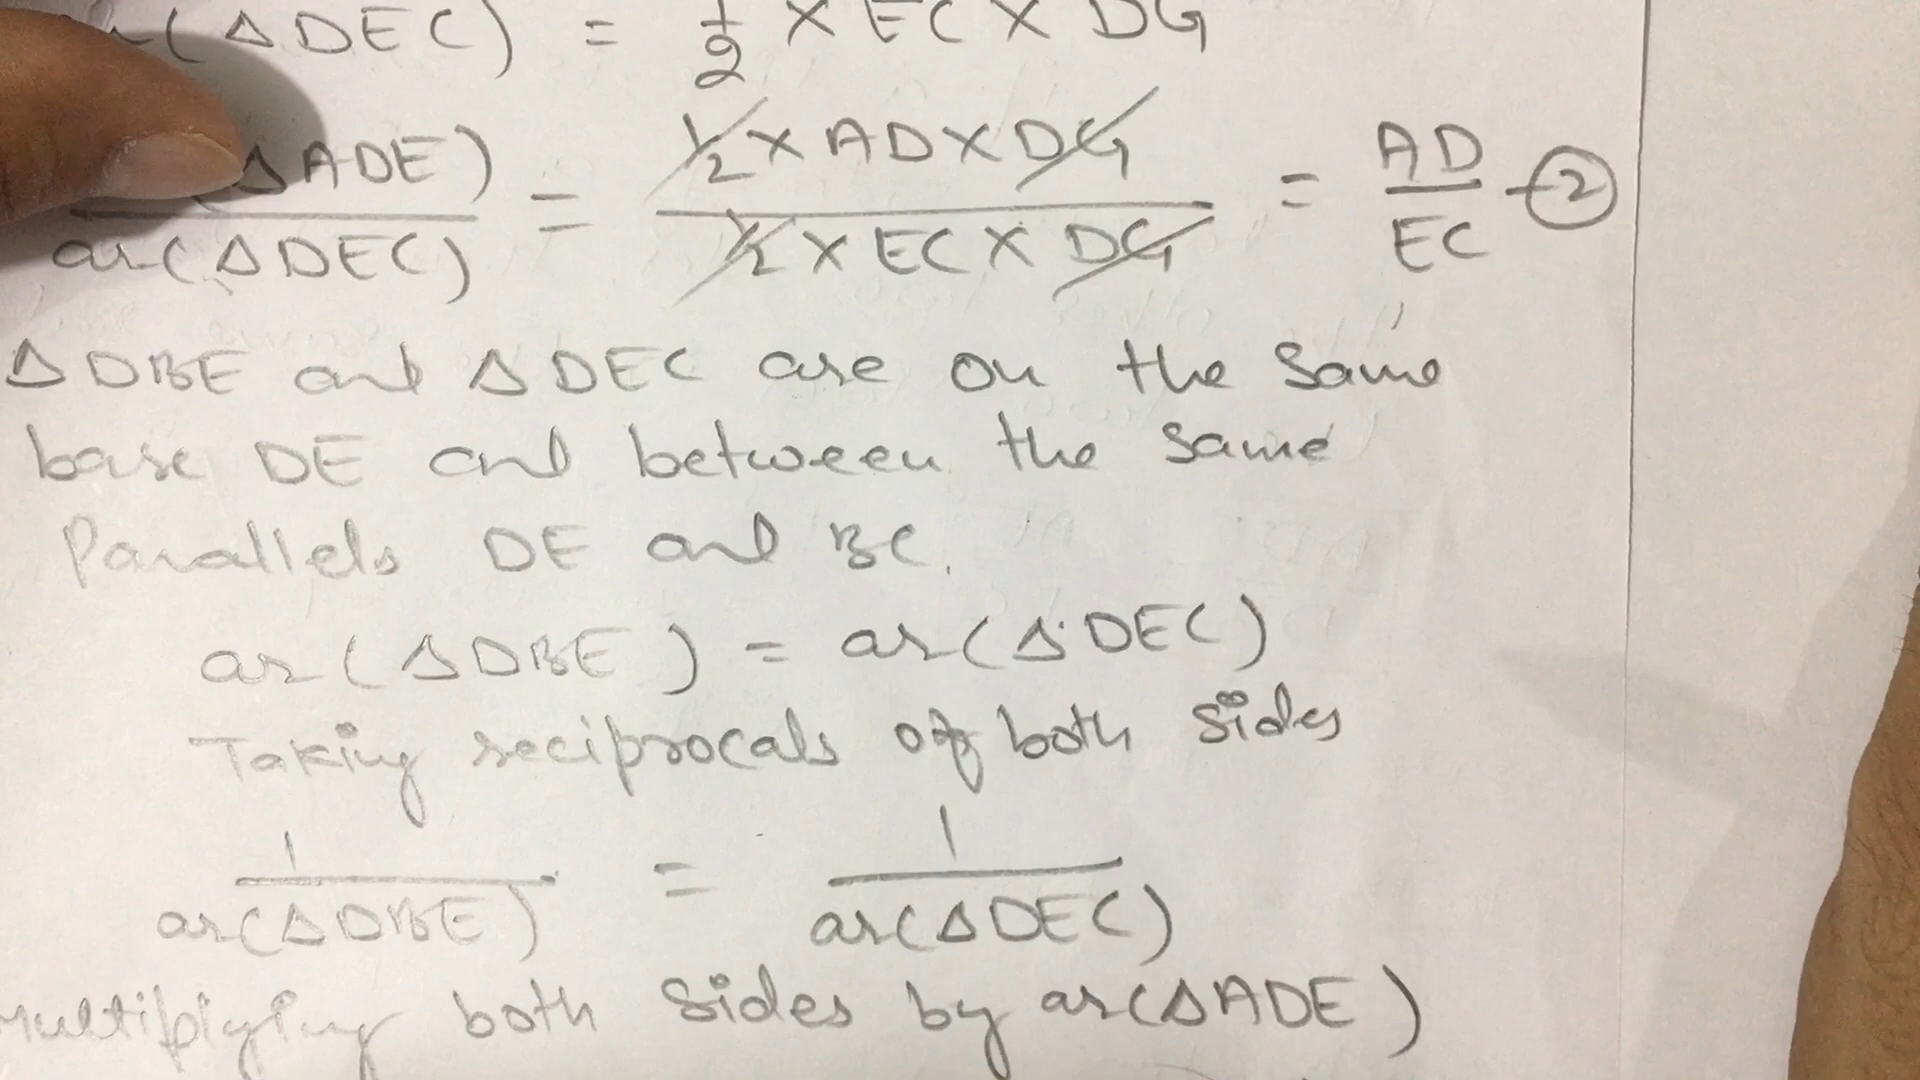 (ΔDEC) = 1/2 × EC × DG
ΔADE) / ar(ΔDEC) = 1/2 × AD × DG / 1/2 × EC × DG = AD / EC - ②
ΔDBE and ΔDEC are on the same
base DE and between the same
Parallels DE and BC.
ar(ΔDBE) = ar(ΔDEC)
Taking reciprocals of both sides
1 / ar(ΔDBE) = 1 / ar(ΔDEC)
Multiplying both sides by ar(ΔADE)